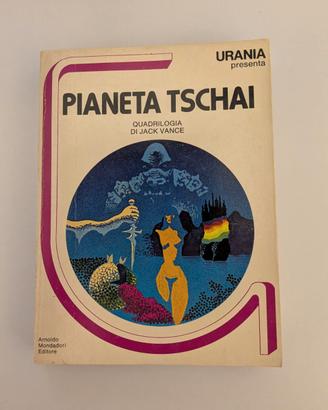 URANIA
presenta
PIANETA TSCHAI
QUADRILOGIA
DI JACK VANCE
Arnoldo
Mondadori
Editore